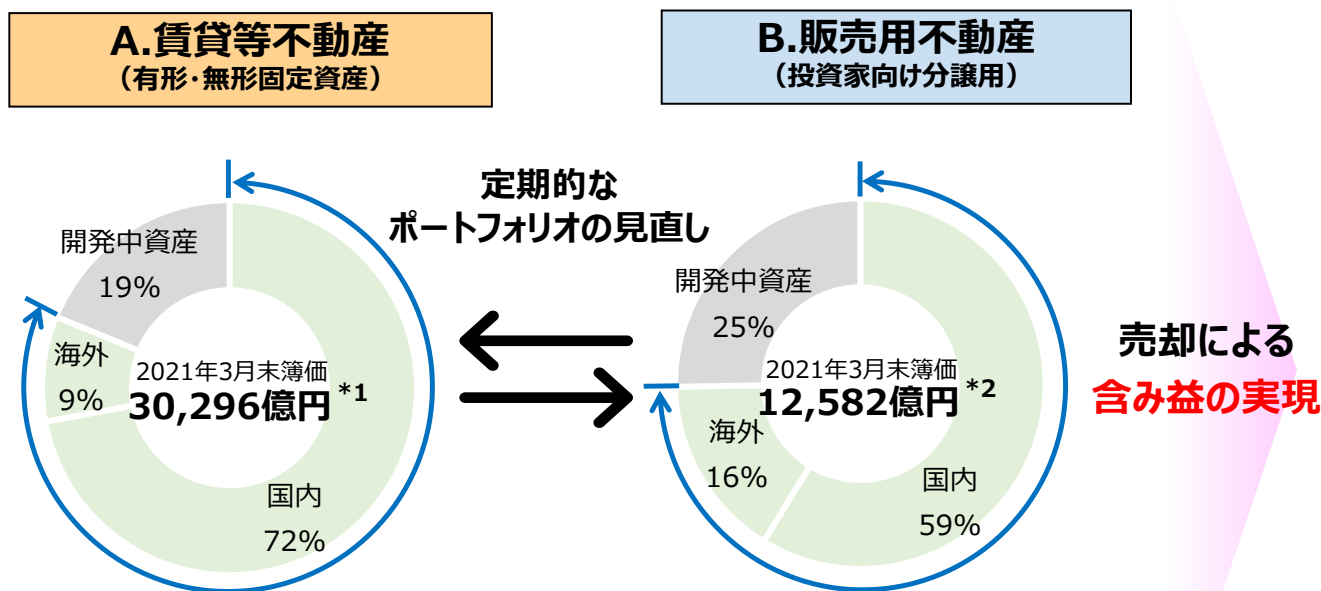 A.賃貸等不動産
（有形・無形固定資産）
B.販売用不動産
（投資家向け分譲用）
定期的な
ポートフォリオの見直し
開発中資産
19%
海外
9%
2021年3月末簿価
30,296億円 *1
国内
72%
開発中資産
25%
2021年3月末簿価
12,582億円 *2
海外
16%
国内
59%
売却による
含み益の実現